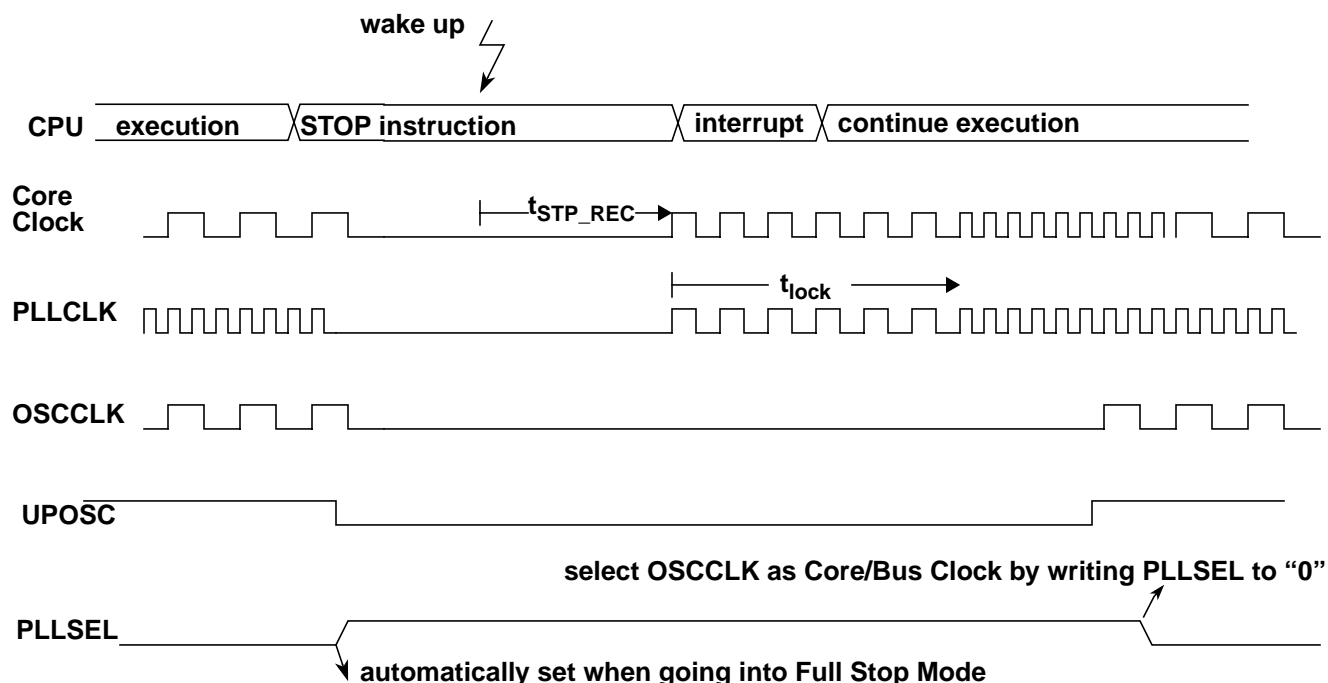 wake up
CPU execution STOP instruction interrupt continue execution
Core
Clock
tSTP_REC
tlock
PLLCLK
OSCCLK
UPOSC
select OSCCLK as Core/Bus Clock by writing PLLSEL to “0”
PLLSEL
automatically set when going into Full Stop Mode